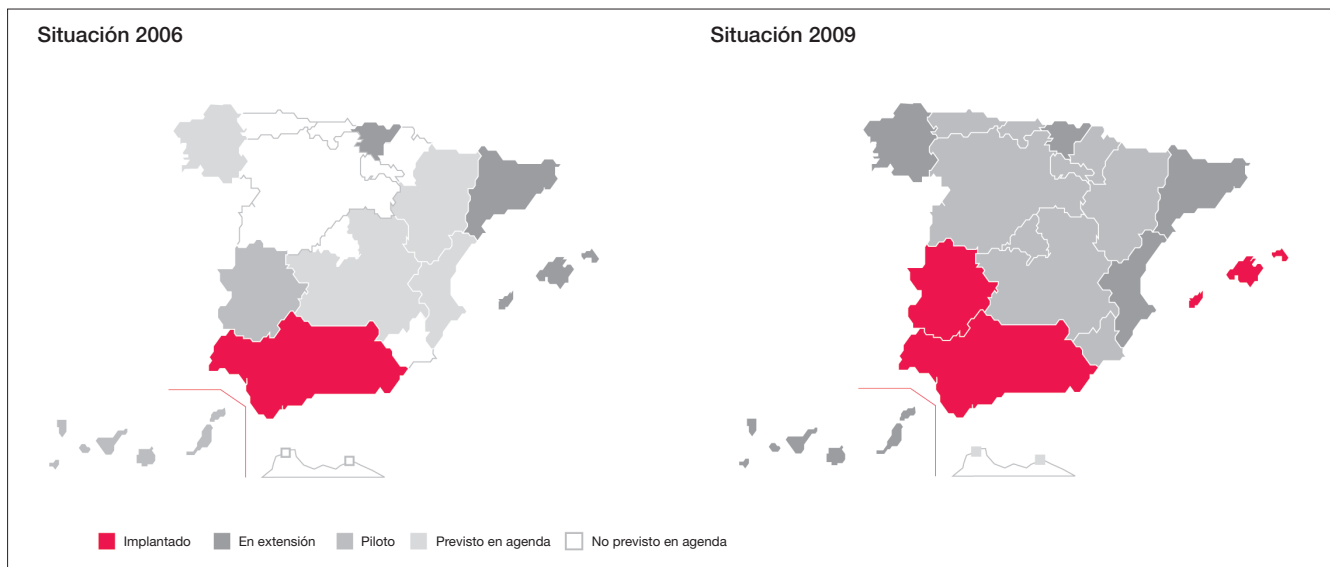 Situación 2006
Situación 2009
Implantado
En extensión
Piloto
Previsto en agenda
No previsto en agenda